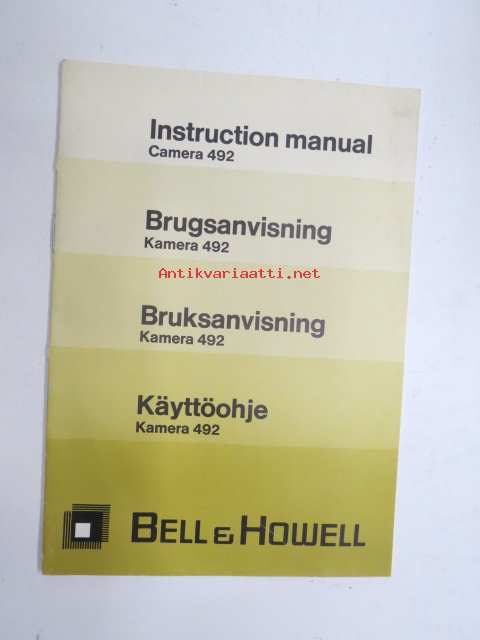 Instruction manual
Camera 492
Brugsanvisning
Kamera 492
Antikvariaatti.net
Bruksanvisning
Kamera 492
Käyttöohje
Kamera 492
BELL & HOWELL